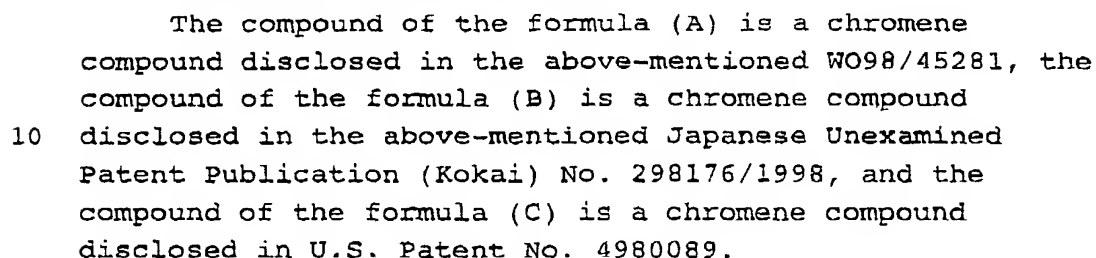 The compound of the formula (A) is a chromene
compound disclosed in the above-mentioned WO98/45281, the
compound of the formula (B) is a chromene compound
10 disclosed in the above-mentioned Japanese Unexamined
Patent Publication (Kokai) No. 298176/1998, and the
compound of the formula (C) is a chromene compound
disclosed in U.S. Patent No. 4980089.